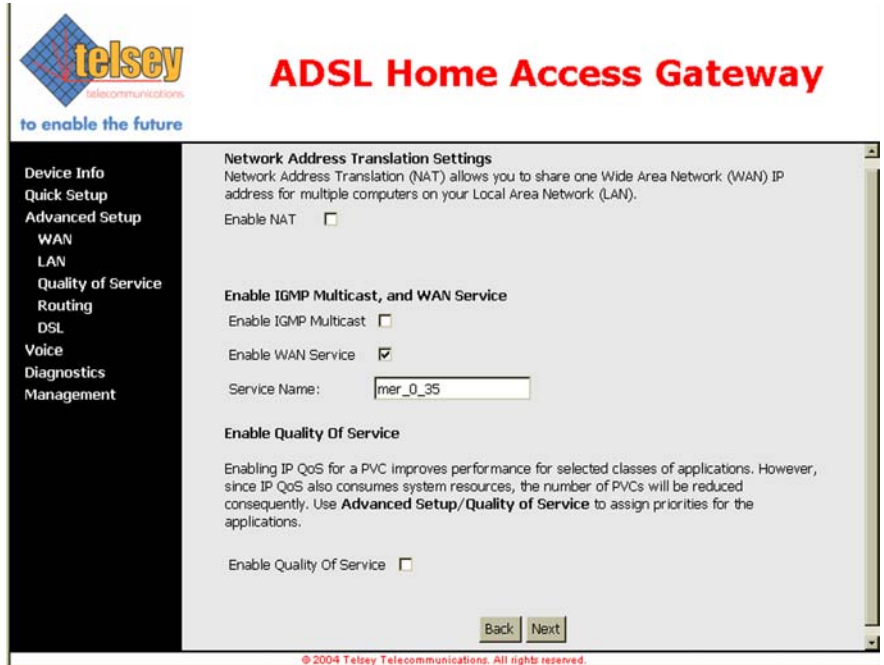 telsey
telecommunications
to enable the future
ADSL Home Access Gateway
Device Info
Quick Setup
Advanced Setup
WAN
LAN
Quality of Service
Routing
DSL
Voice
Diagnostics
Management
Network Address Translation Settings
Network Address Translation (NAT) allows you to share one Wide Area Network (WAN) IP
address for multiple computers on your Local Area Network (LAN).
Enable NAT
Enable IGMP Multicast, and WAN Service
Enable IGMP Multicast
Enable WAN Service
Service Name: mer_0_35
Enable Quality Of Service
Enabling IP QoS for a PVC improves performance for selected classes of applications. However,
since IP QoS also consumes system resources, the number of PVCs will be reduced
consequently. Use Advanced Setup/Quality of Service to assign priorities for the
applications.
Enable Quality Of Service
Back Next
© 2004 Telsey Telecommunications. All rights reserved.